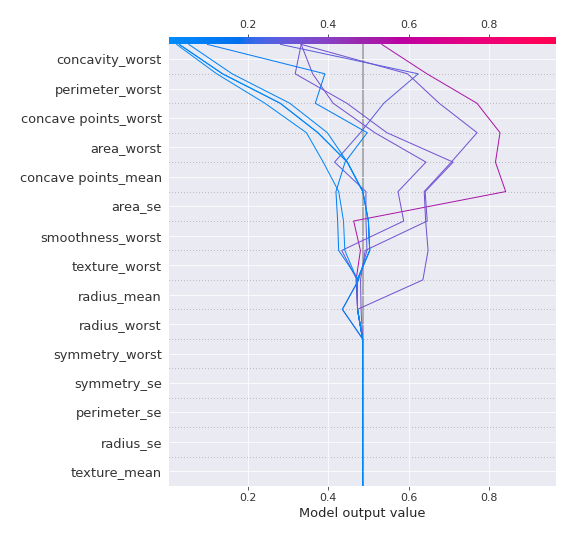 0.2 0.4 0.6 0.8
concavity_worst
perimeter_worst
concave points_worst
area_worst
concave points_mean
area_se
smoothness_worst
texture_worst
radius_mean
radius_worst
symmetry_worst
symmetry_se
perimeter_se
radius_se
texture_mean
0.2 0.4 0.6 0.8
Model output value